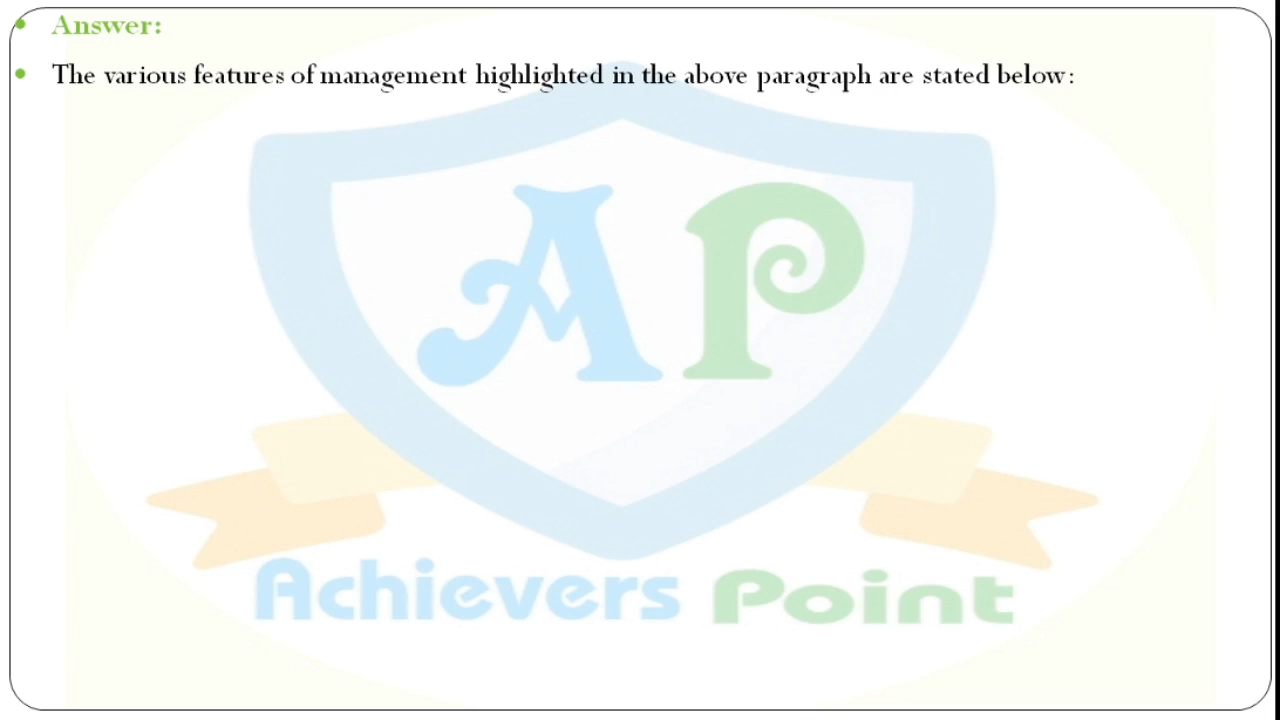 Answer:
The various features of management highlighted in the above paragraph are stated below:
AP
Achievers Point